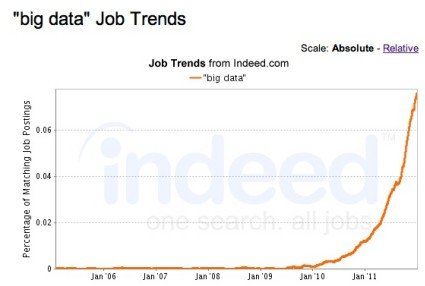 "big data" Job Trends
Scale: Absolute - Relative
Job Trends from Indeed.com
"big data"
Percentage of Matching Job Postings
0.06
0.04
0.02
0
indeed™
one search. all jobs.
Jan '06
Jan '07
Jan '08
Jan '09
Jan '10
Jan '11